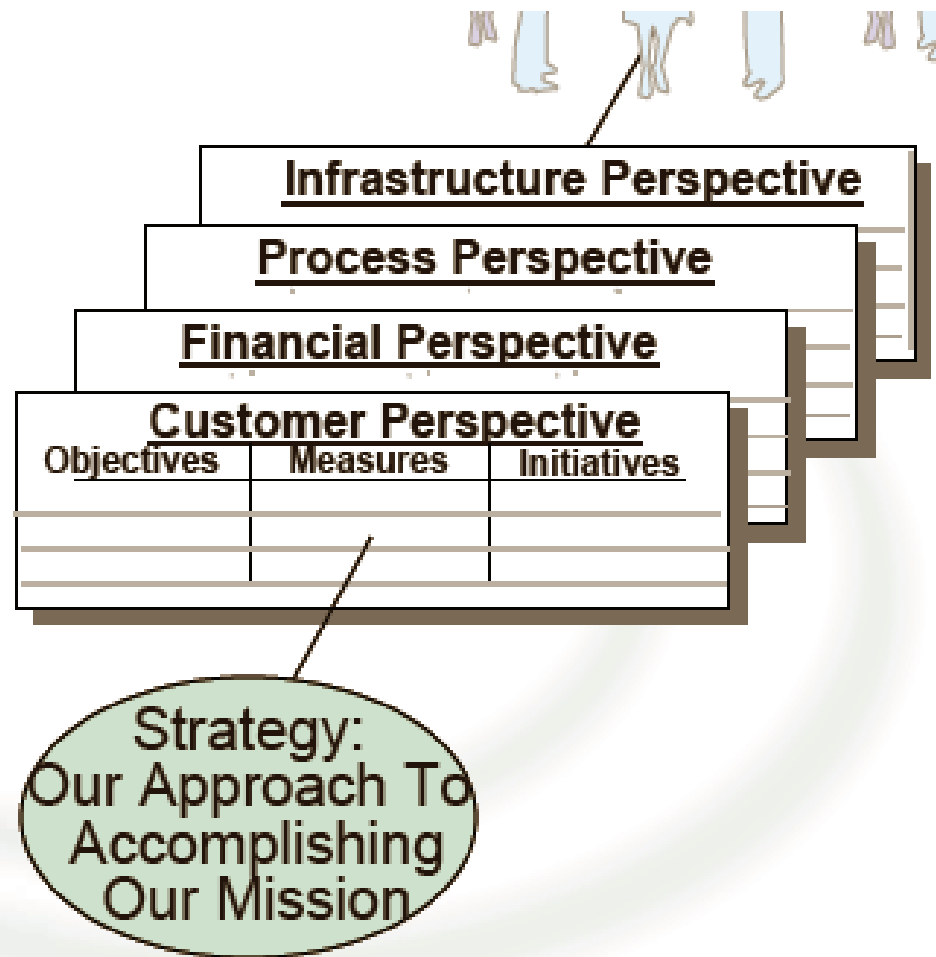 Infrastructure Perspective
Process Perspective
Financial Perspective
Customer Perspective
Objectives Measures Initiatives
Strategy:
Our Approach To
Accomplishing
Our Mission